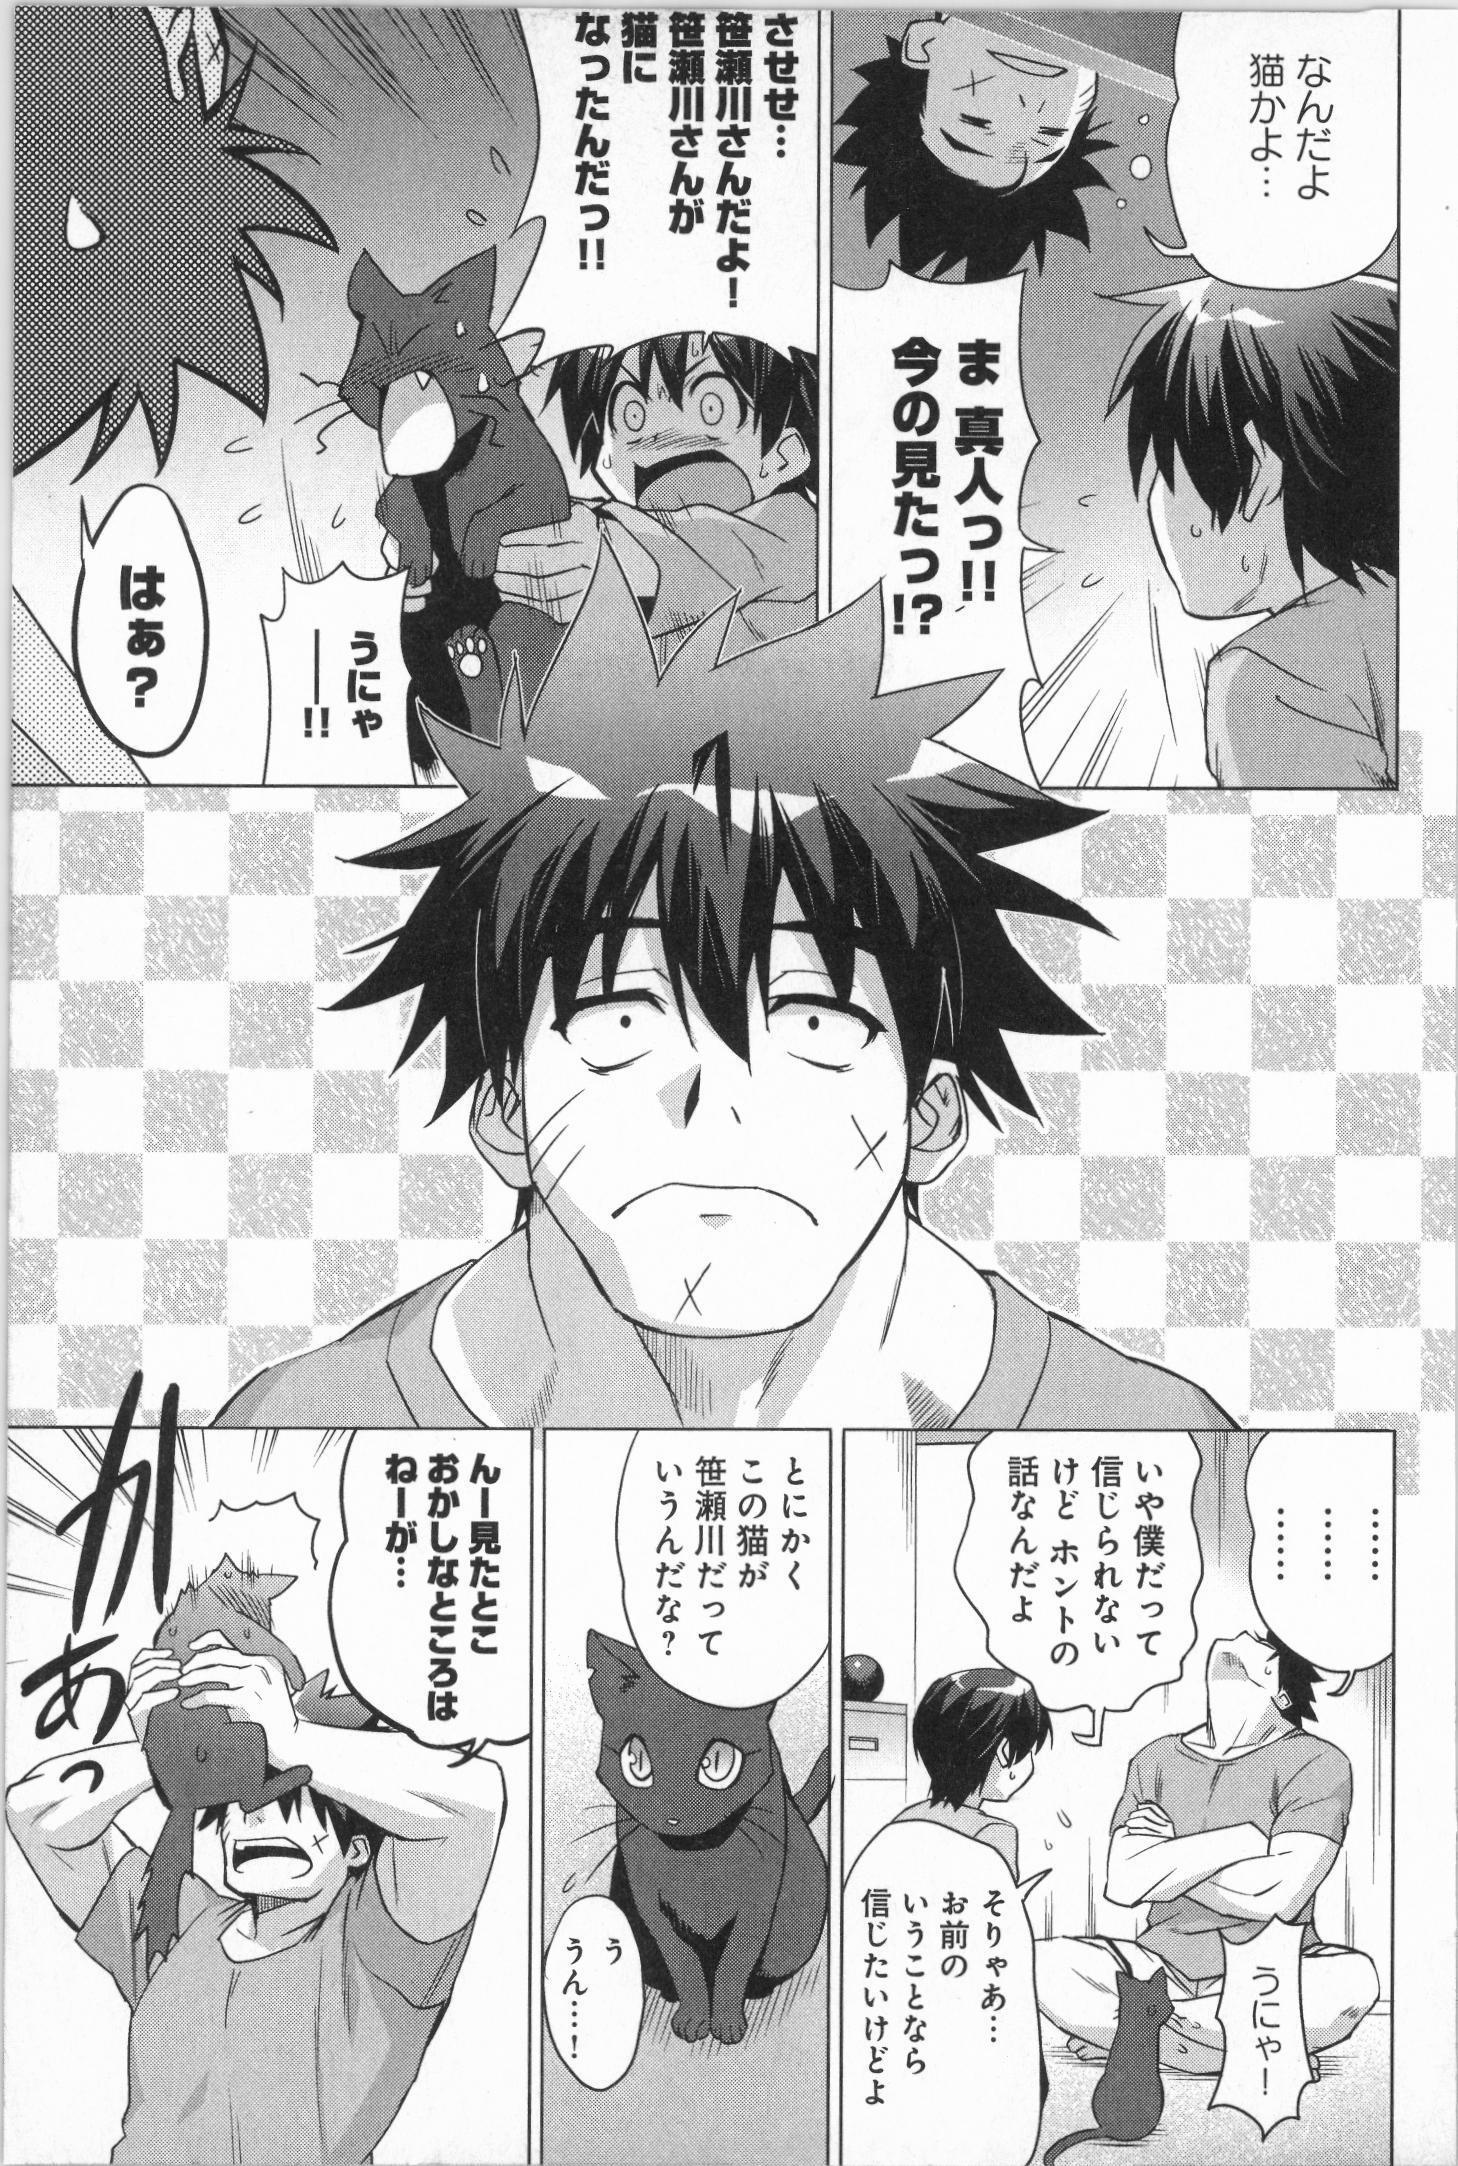 なんだよ
猫かよ…
ま 真人っ!!
今の見たっ!?
させせ…
笹瀬川さんだよ!
笹瀬川さんが
猫に
なったんだっ!!
うにゃ
――!!
はぁ?
………
………
………
いや僕だって
信じられない
けど ホントの
話なんだよ
うにゃ!
そりゃあ…
お前の
いうことなら
信じたいけどよ
とにかく
この猫が
笹瀬川だって
いうんだな?
う
うん…!
んー見たとこ
おかしなところは
ねーが…
があっ